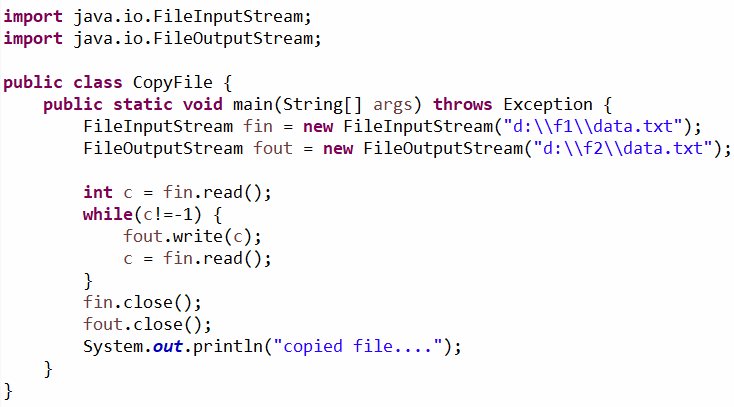 import java.io.FileInputStream;
import java.io.FileOutputStream;

public class CopyFile {
    public static void main(String[] args) throws Exception {
        FileInputStream fin = new FileInputStream("d:\\f1\\data.txt");
        FileOutputStream fout = new FileOutputStream("d:\\f2\\data.txt");

        int c = fin.read();
        while(c!=-1) {
            fout.write(c);
            c = fin.read();
        }
        fin.close();
        fout.close();
        System.out.println("copied file....");
    }
}